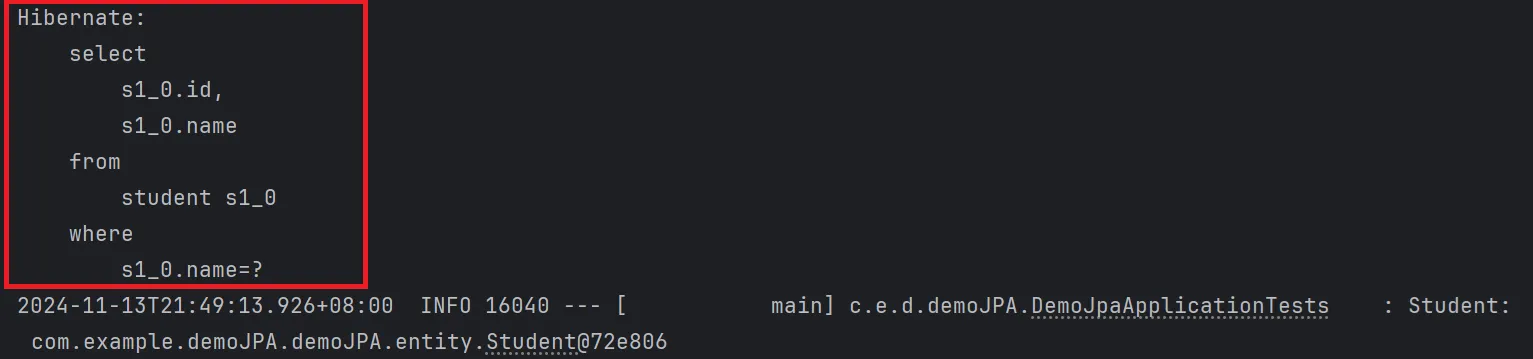 Hibernate:
    select
        s1_0.id,
        s1_0.name
    from
        student s1_0
    where
        s1_0.name=?
2024-11-13T21:49:13.926+08:00  INFO 16040 --- [           main] c.e.d.demoJPA.DemoJpaApplicationTests    : Student:
 com.example.demoJPA.demoJPA.entity.Student@72e806